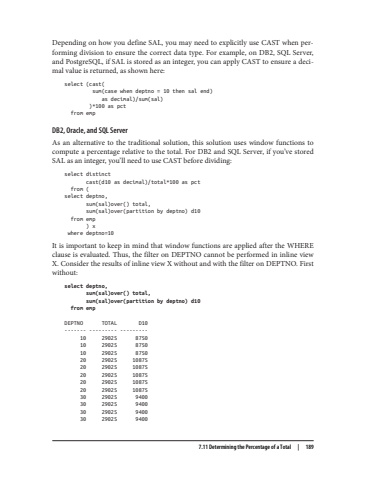 Depending on how you define SAL, you may need to explicitly use CAST when per-
forming division to ensure the correct data type. For example, on DB2, SQL Server,
and PostgreSQL, if SAL is stored as an integer, you can apply CAST to ensure a deci-
mal value is returned, as shown here:
select (cast(
sum(case when deptno = 10 then sal end)
as decimal)/sum(sal)
)*100 as pct
from emp
DB2, Oracle, and SQL Server
As an alternative to the traditional solution, this solution uses window functions to
compute a percentage relative to the total. For DB2 and SQL Server, if you've stored
SAL as an integer, you'll need to use CAST before dividing:
select distinct
cast(d10 as decimal)/total*100 as pct
from (
select deptno,
sum(sal)over() total,
sum(sal)over(partition by deptno) d10
from emp
) x
where deptno=10
It is important to keep in mind that window functions are applied after the WHERE
clause is evaluated. Thus, the filter on DEPTNO cannot be performed in inline view
X. Consider the results of inline view X without and with the filter on DEPTNO. First
without:
select deptno,
sum(sal)over() total,
sum(sal)over(partition by deptno) d10
from emp
DEPTNO TOTAL D10
------- --------- ---------
10 29025 8750
10 29025 8750
10 29025 8750
20 29025 10875
20 29025 10875
20 29025 10875
20 29025 10875
20 29025 10875
30 29025 9400
30 29025 9400
30 29025 9400
30 29025 9400
7.11 Determining the Percentage of a Total | 189